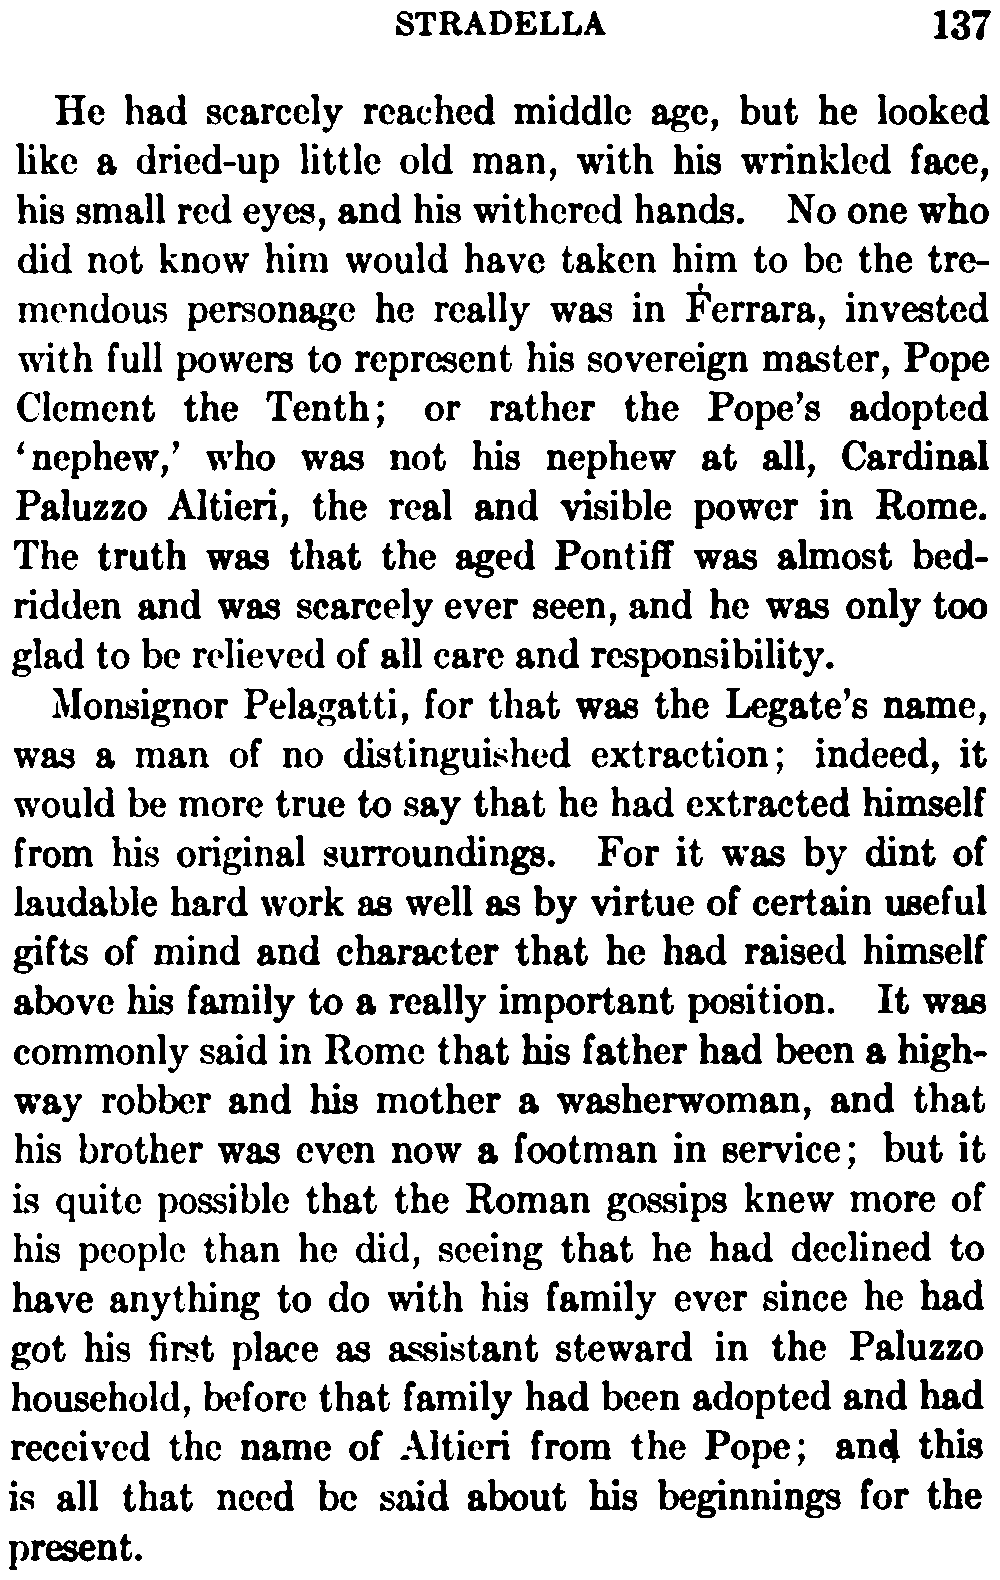 STRADELLA 137
He had scarcely reached middle age, but he looked
like a dried-up little old man, with his wrinkled face,
his small red eyes, and his withered hands. No one who
did not know him would have taken him to be the tre-
mendous personage he really was in Ferrara, invested
with full powers to represent his sovereign master, Pope
Clement the Tenth; or rather the Pope's adopted
'nephew,' who was not his nephew at all, Cardinal
Paluzzo Altieri, the real and visible power in Rome.
The truth was that the aged Pontiff was almost bed-
ridden and was scarcely ever seen, and he was only too
glad to be relieved of all care and responsibility.
Monsignor Pelagatti, for that was the Legate's name,
was a man of no distinguished extraction; indeed, it
would be more true to say that he had extracted himself
from his original surroundings. For it was by dint of
laudable hard work as well as by virtue of certain useful
gifts of mind and character that he had raised himself
above his family to a really important position. It was
commonly said in Rome that his father had been a high-
way robber and his mother a washerwoman, and that
his brother was even now a footman in service; but it
is quite possible that the Roman gossips knew more of
his people than he did, seeing that he had declined to
have anything to do with his family ever since he had
got his first place as assistant steward in the Paluzzo
household, before that family had been adopted and had
received the name of Altieri from the Pope; and this
is all that need be said about his beginnings for the
present.